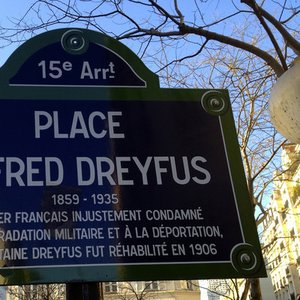 15e Arrt
PLACE
FRED DREYFUS
1859 - 1935
ER FRANÇAIS INJUSTEMENT CONDAMNÉ
RADATION MILITAIRE ET À LA DÉPORTATION,
TAINE DREYFUS FUT RÉHABILITÉ EN 1906